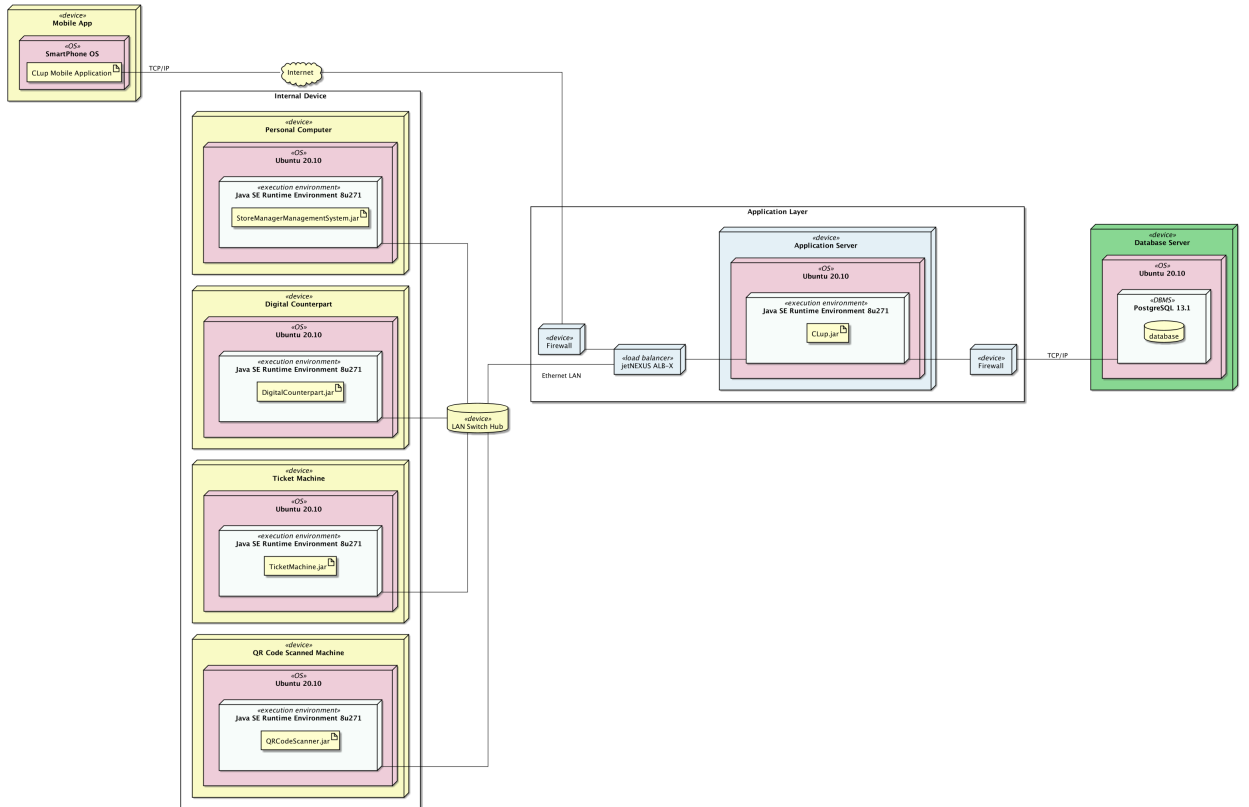 «device»
Mobile App
«OS»
SmartPhone OS
CLup Mobile Application
TCP/IP
Internet
Internal Device
«device»
Personal Computer
«OS»
Ubuntu 20.10
«execution environment»
Java SE Runtime Environment 8u271
StoreManagerManagementSystem.jar
«device»
Digital Counterpart
«OS»
Ubuntu 20.10
«execution environment»
Java SE Runtime Environment 8u271
DigitalCounterpart.jar
«device»
Ticket Machine
«OS»
Ubuntu 20.10
«execution environment»
Java SE Runtime Environment 8u271
TicketMachine.jar
«device»
QR Code Scanned Machine
«OS»
Ubuntu 20.10
«execution environment»
Java SE Runtime Environment 8u271
QRCodeScanner.jar
«device»
LAN Switch Hub
Ethernet LAN
Application Layer
«device»
Firewall
«load balancer»
jetNEXUS ALB-X
«device»
Application Server
«OS»
Ubuntu 20.10
«execution environment»
Java SE Runtime Environment 8u271
CLup.jar
«device»
Firewall
TCP/IP
«device»
Database Server
«OS»
Ubuntu 20.10
«DBMS»
PostgreSQL 13.1
database